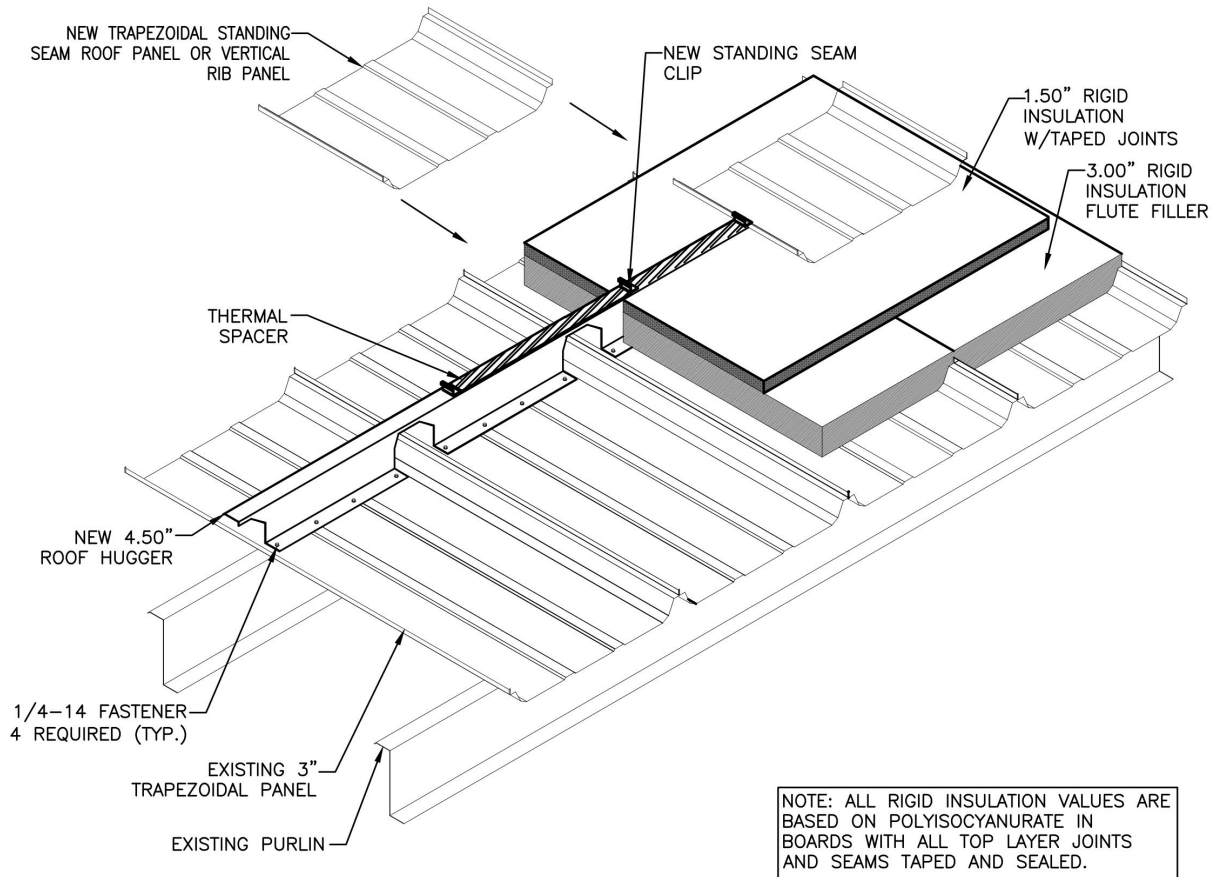 NEW TRAPEZOIDAL STANDING
SEAM ROOF PANEL OR VERTICAL
RIB PANEL
NEW STANDING SEAM
CLIP
1.50” RIGID
INSULATION
W/TAPED JOINTS
3.00” RIGID
INSULATION
FLUTE FILLER
THERMAL
SPACER
NEW 4.50”
ROOF HUGGER
1/4–14 FASTENER
4 REQUIRED (TYP.)
EXISTING 3”
TRAPEZOIDAL PANEL
EXISTING PURLIN
NOTE: ALL RIGID INSULATION VALUES ARE
BASED ON POLYISOCYANURATE IN
BOARDS WITH ALL TOP LAYER JOINTS
AND SEAMS TAPED AND SEALED.